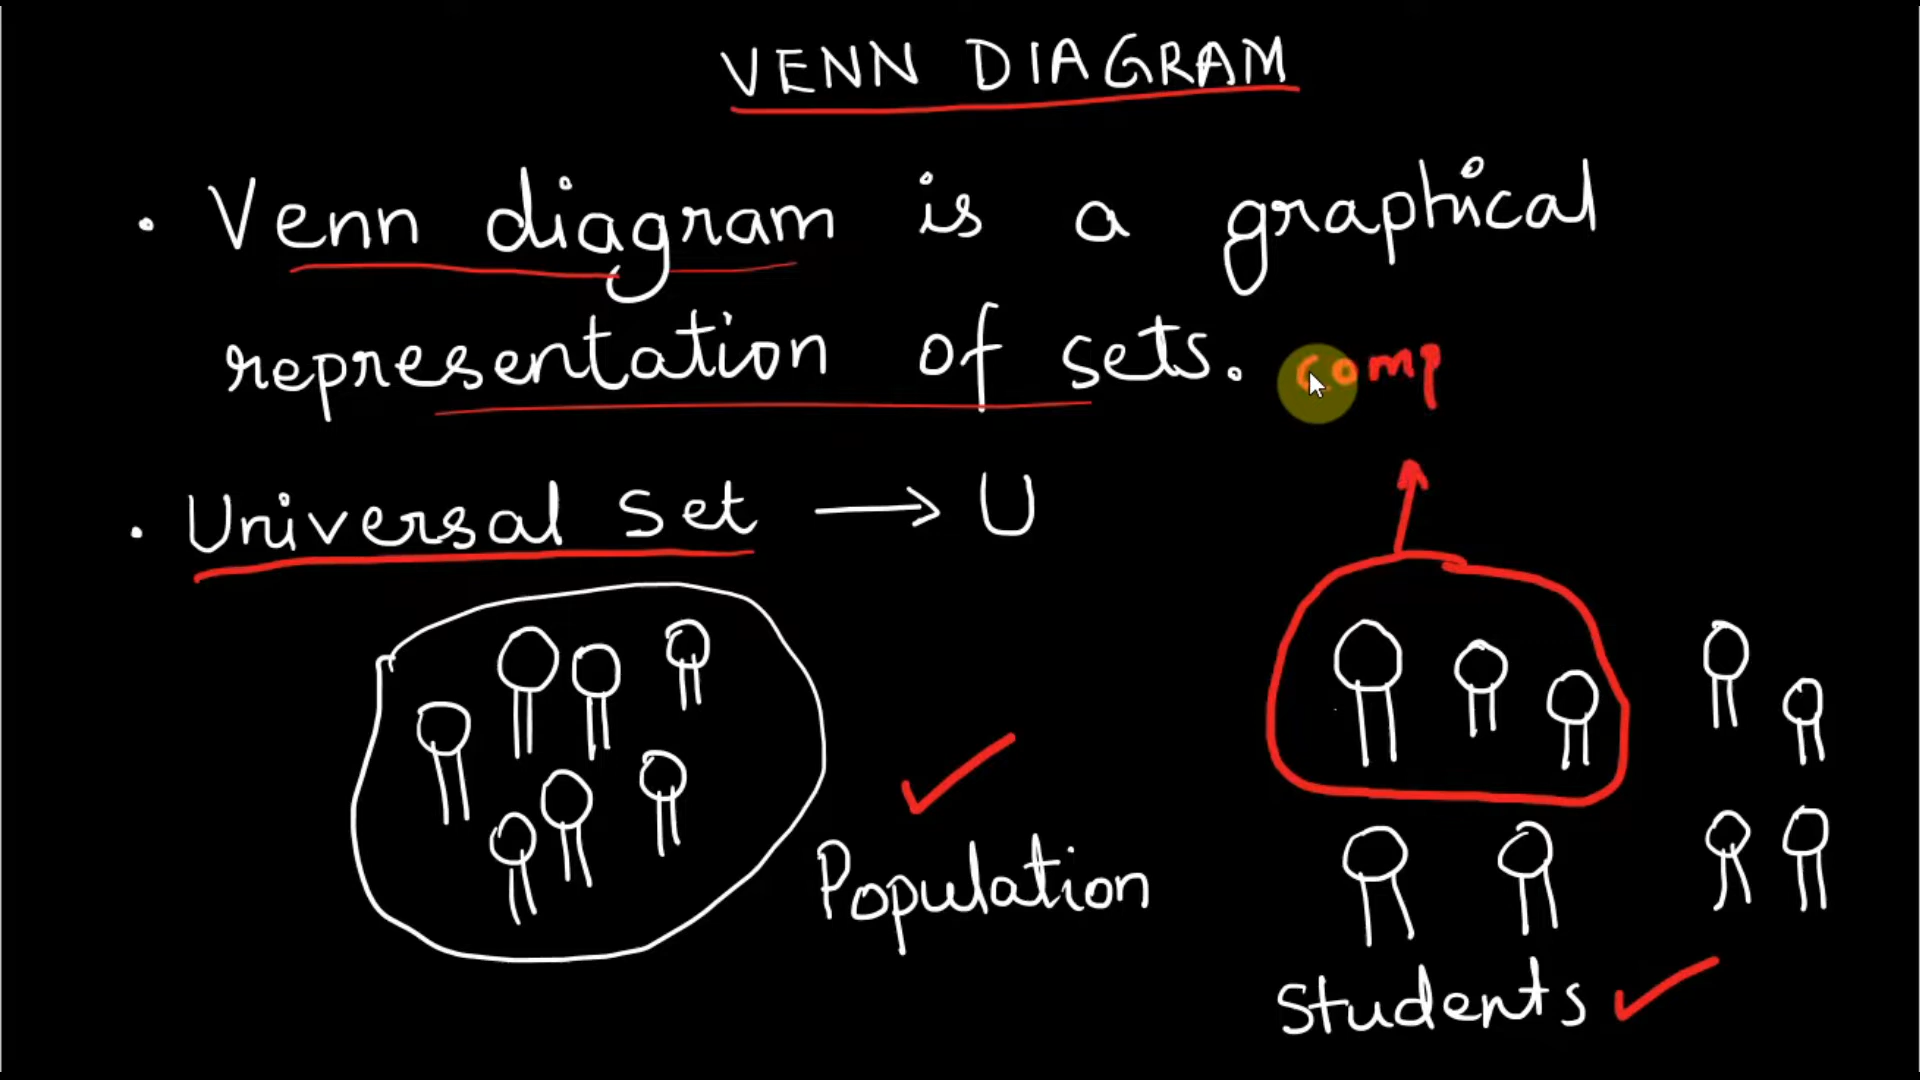 VENN DIAGRAM
· Venn diagram is a graphical
representation of sets.
comp
· Universal Set → U
Population
Students